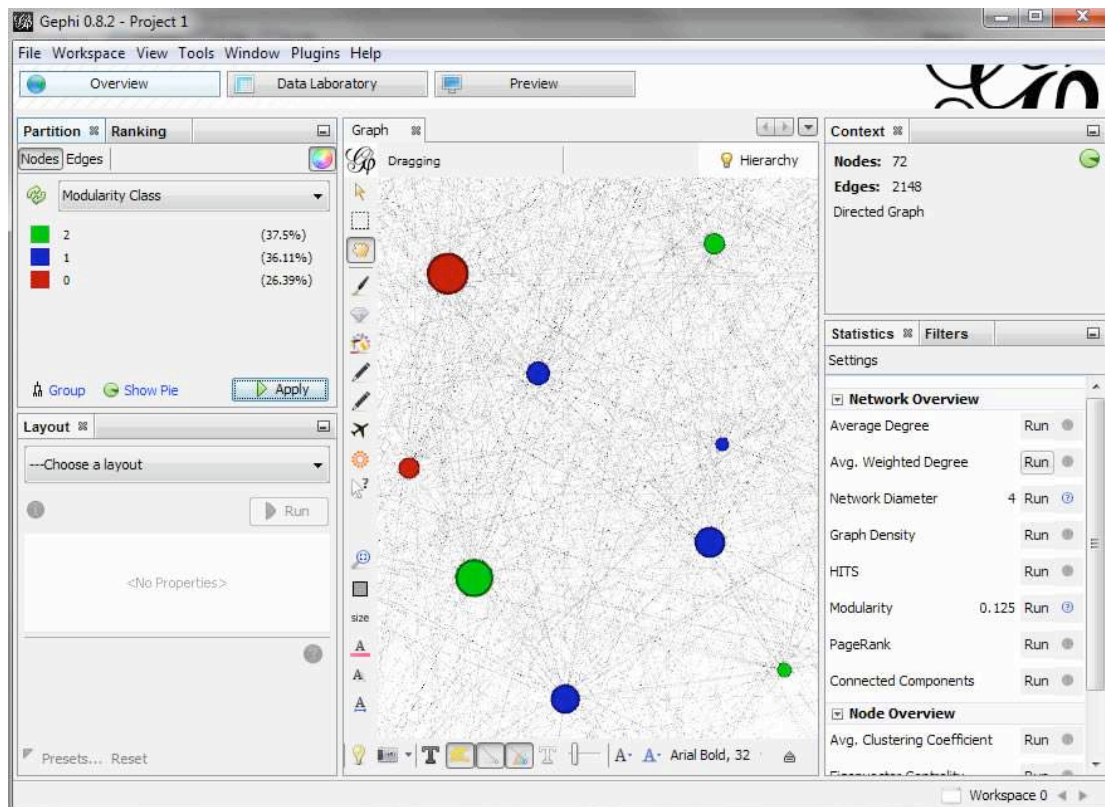 Gephi 0.8.2 - Project 1
File Workspace View Tools Window Plugins Help
Overview Data Laboratory Preview
Partition Ranking
Nodes Edges
Modularity Class
2 (37.5%)
1 (36.11%)
0 (26.39%)
Group Show Pie Apply
Layout
---Choose a layout
Run
<No Properties>
Presets... Reset
Graph
Dragging Hierarchy
size
A
A
A
T T A A Arial Bold, 32
Context
Nodes: 72
Edges: 2148
Directed Graph
Statistics Filters
Settings
Network Overview
Average Degree Run
Avg. Weighted Degree Run
Network Diameter 4 Run
Graph Density Run
HITS Run
Modularity 0.125 Run
PageRank Run
Connected Components Run
Node Overview
Avg. Clustering Coefficient Run
Eigenvector Centrality Run
Workspace 0